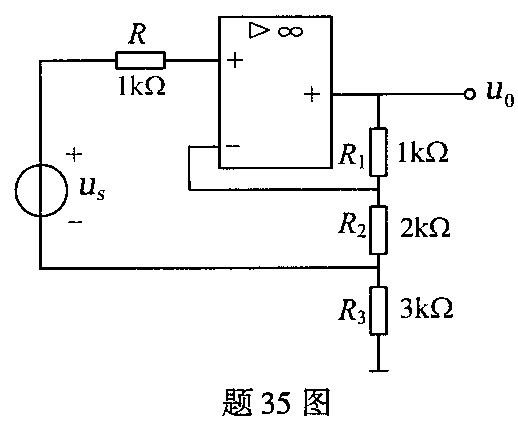 R
1kΩ
▷ ∞
+
+
−
u₀
R₁ 1kΩ
+
uₛ
−
R₂ 2kΩ
R₃ 3kΩ
题 35 图